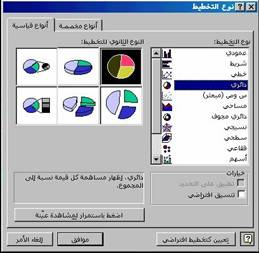 نوع التخطيط
أنواع قياسية
أنواع مخصصة
نوع التخطيط:
عمودي
شريط
خطي
دائري
س وص (مبعثر)
مساحي
دائري مجوف
نسيجي
سطحي
فقاعي
أسهم
النوع الثانوي للتخطيط:
خيارات
تطبيق على التحديد
تنسيق افتراضي
دائري. إظهار مساهمة كل قيمة نسبة إلى
المجموع.
اضغط باستمرار لمشاهدة عينة
تعيين كتخطيط افتراضي
موافق
إلغاء الأمر